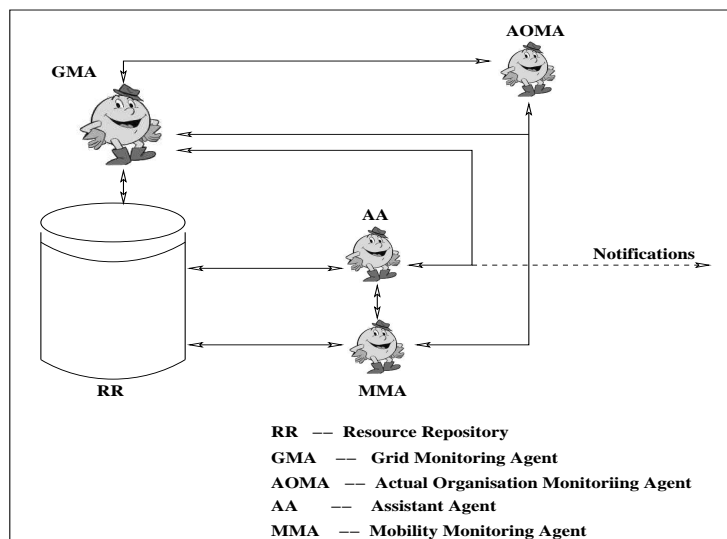 AOMA
GMA
AA
Notifications
RR
MMA
RR –– Resource Repository
GMA –– Grid Monitoring Agent
AOMA –– Actual Organisation Monitoriing Agent
AA –– Assistant Agent
MMA –– Mobility Monitoring Agent